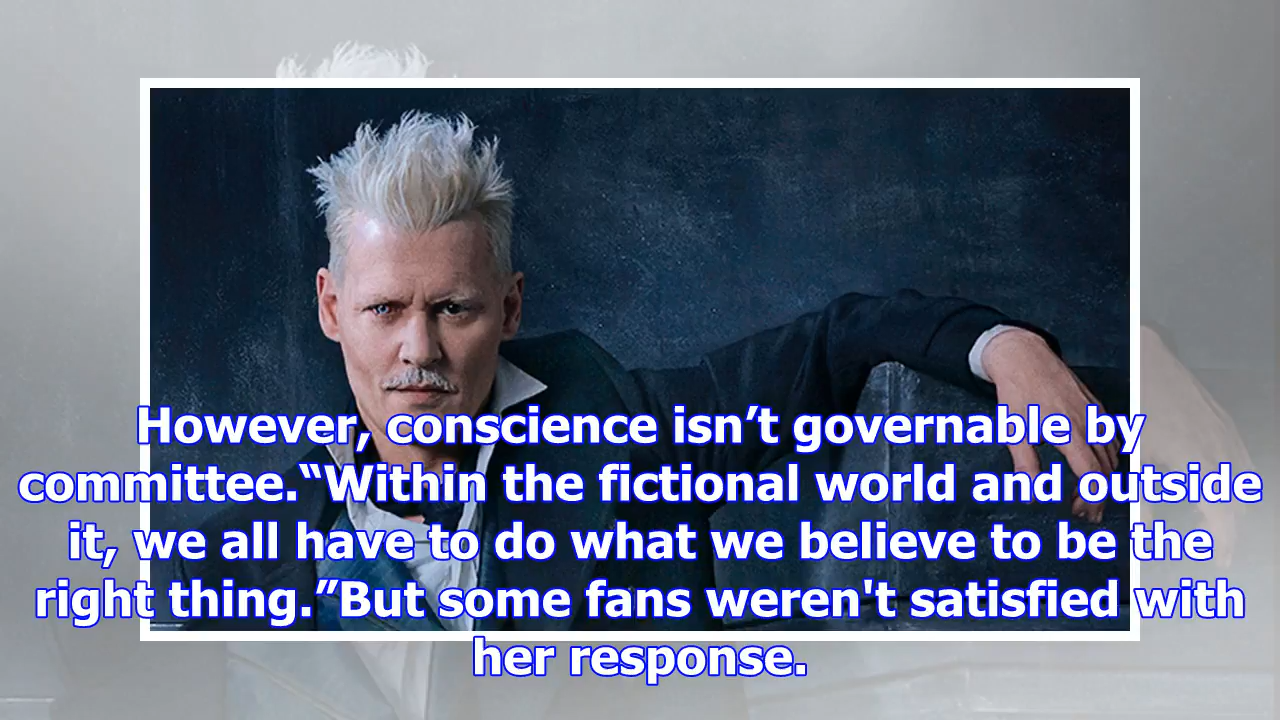 However, conscience isn’t governable by
committee.“Within the fictional world and outside
it, we all have to do what we believe to be the
right thing.”But some fans weren't satisfied with
her response.